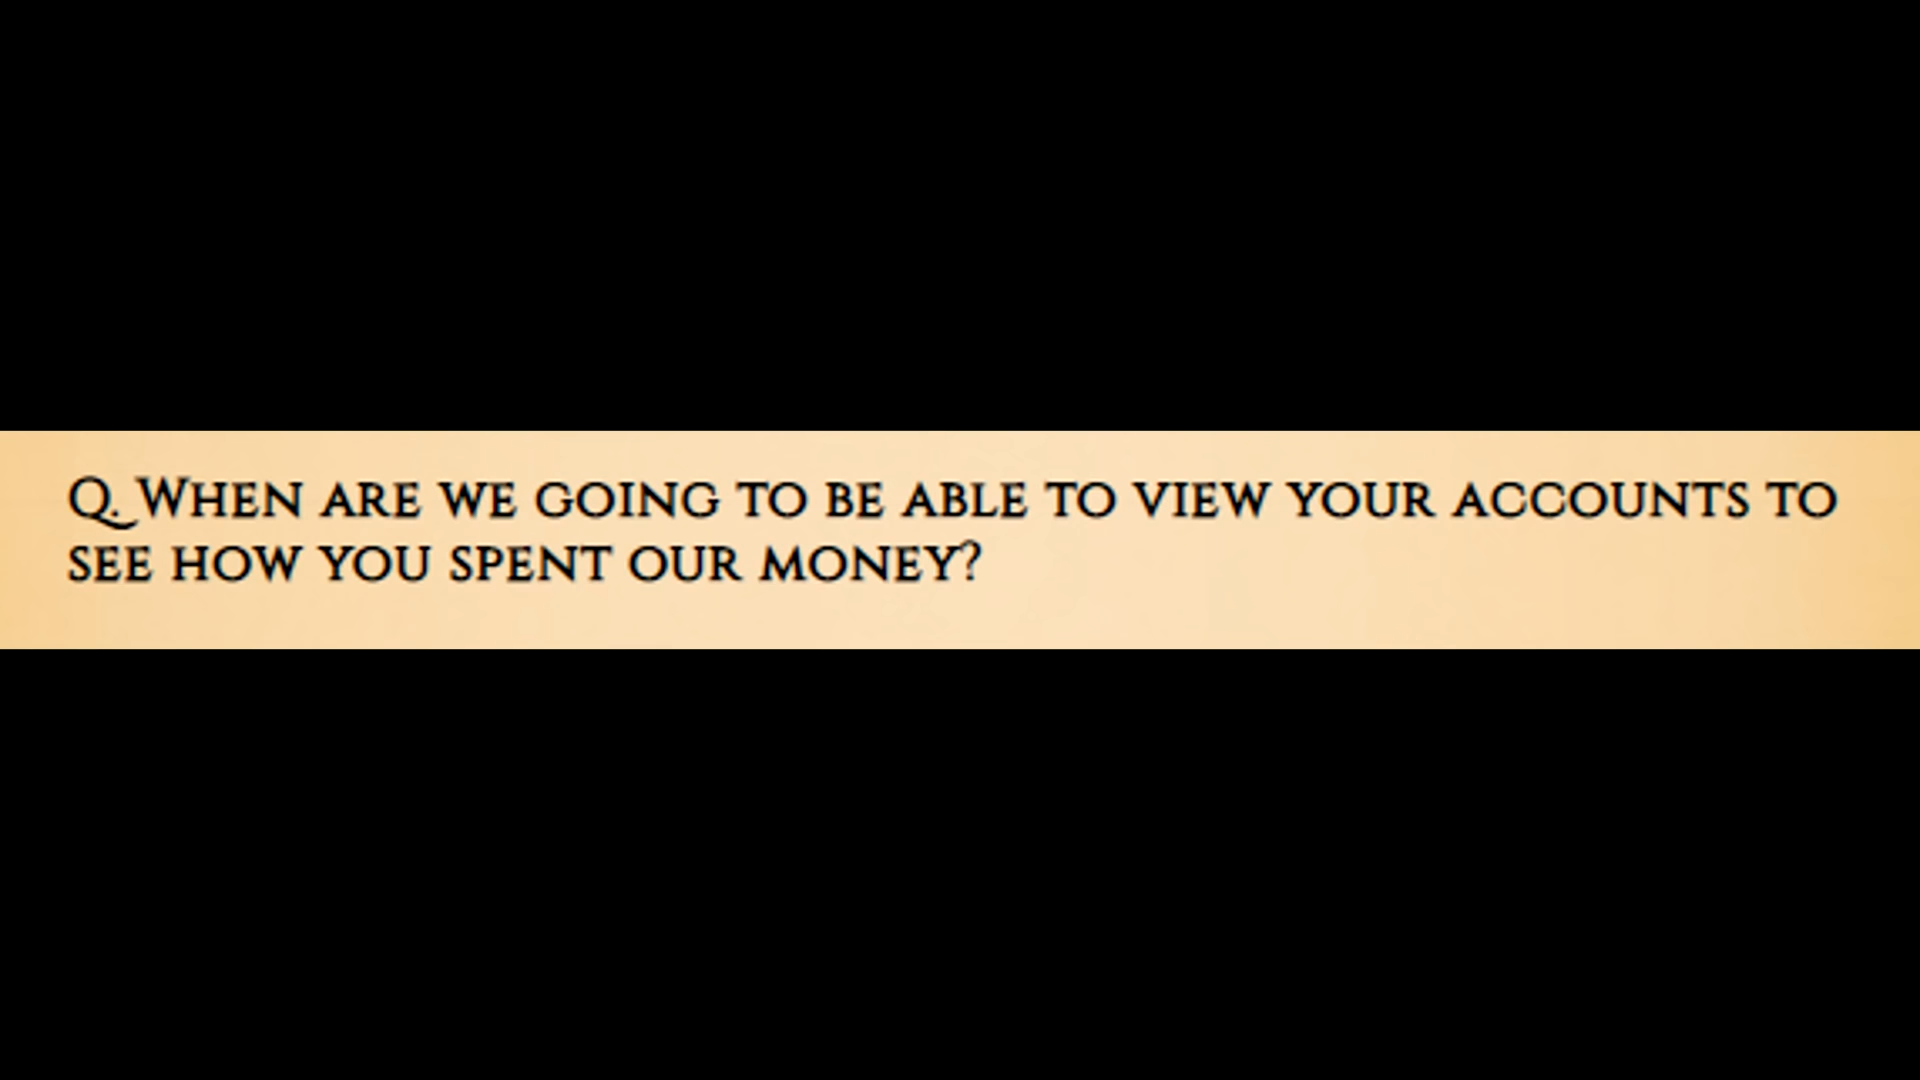 Q. When are we going to be able to view your accounts to
see how you spent our money?